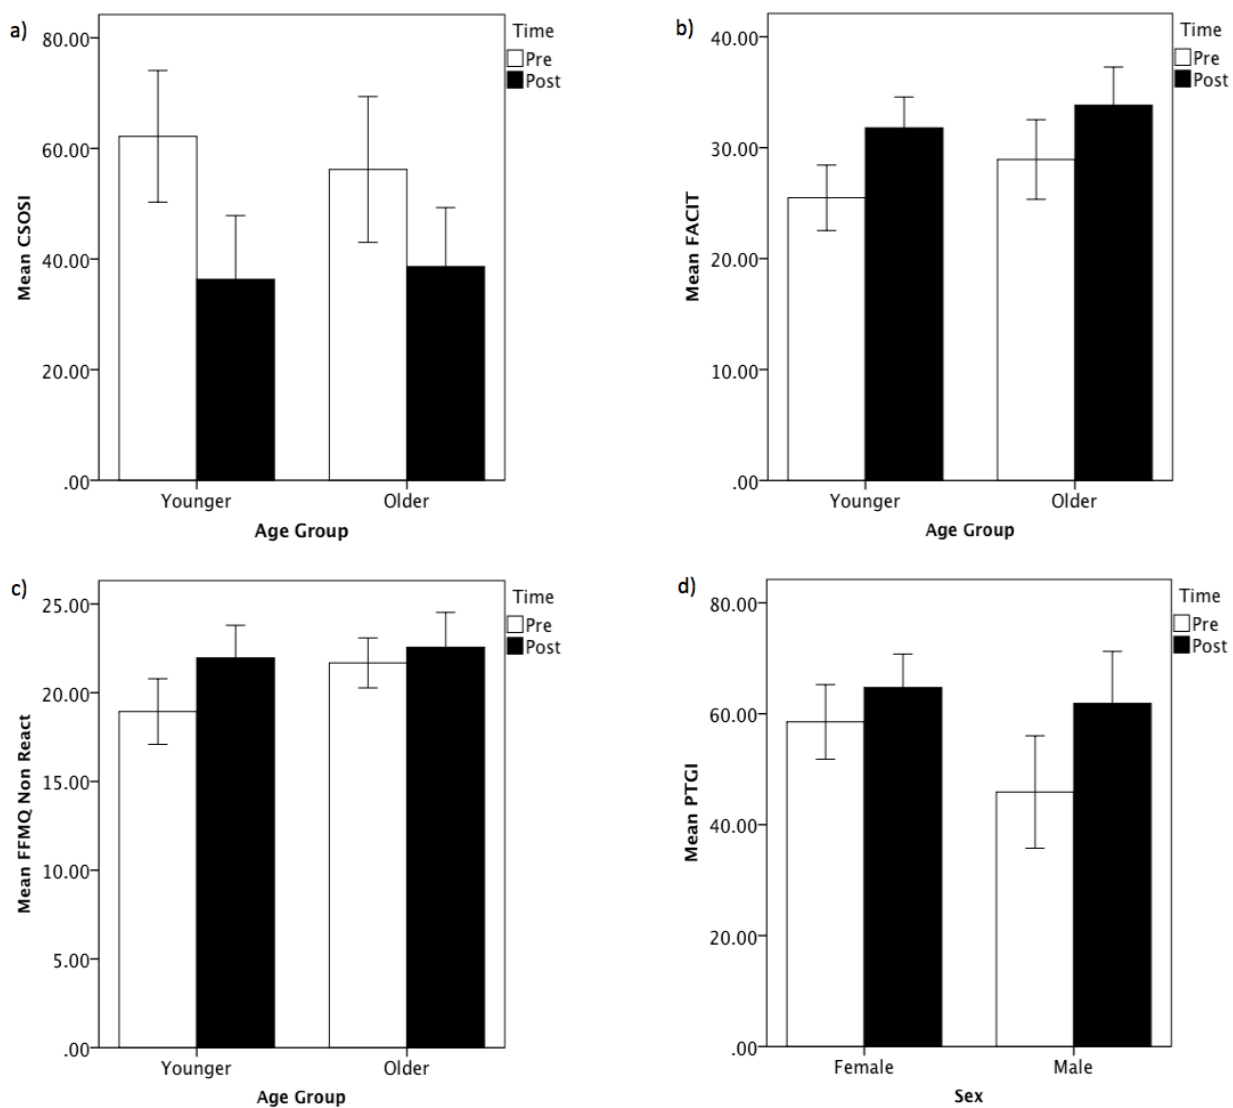 a)
80.00
60.00
40.00
20.00
.00
Mean CSOSI
Younger
Older
Age Group
Time
Pre
Post
b)
40.00
30.00
20.00
10.00
.00
Mean FACIT
Younger
Older
Age Group
Time
Pre
Post
c)
25.00
20.00
15.00
10.00
5.00
.00
Mean FFMQ Non React
Younger
Older
Age Group
Time
Pre
Post
d)
80.00
60.00
40.00
20.00
.00
Mean PTGI
Female
Male
Sex
Time
Pre
Post